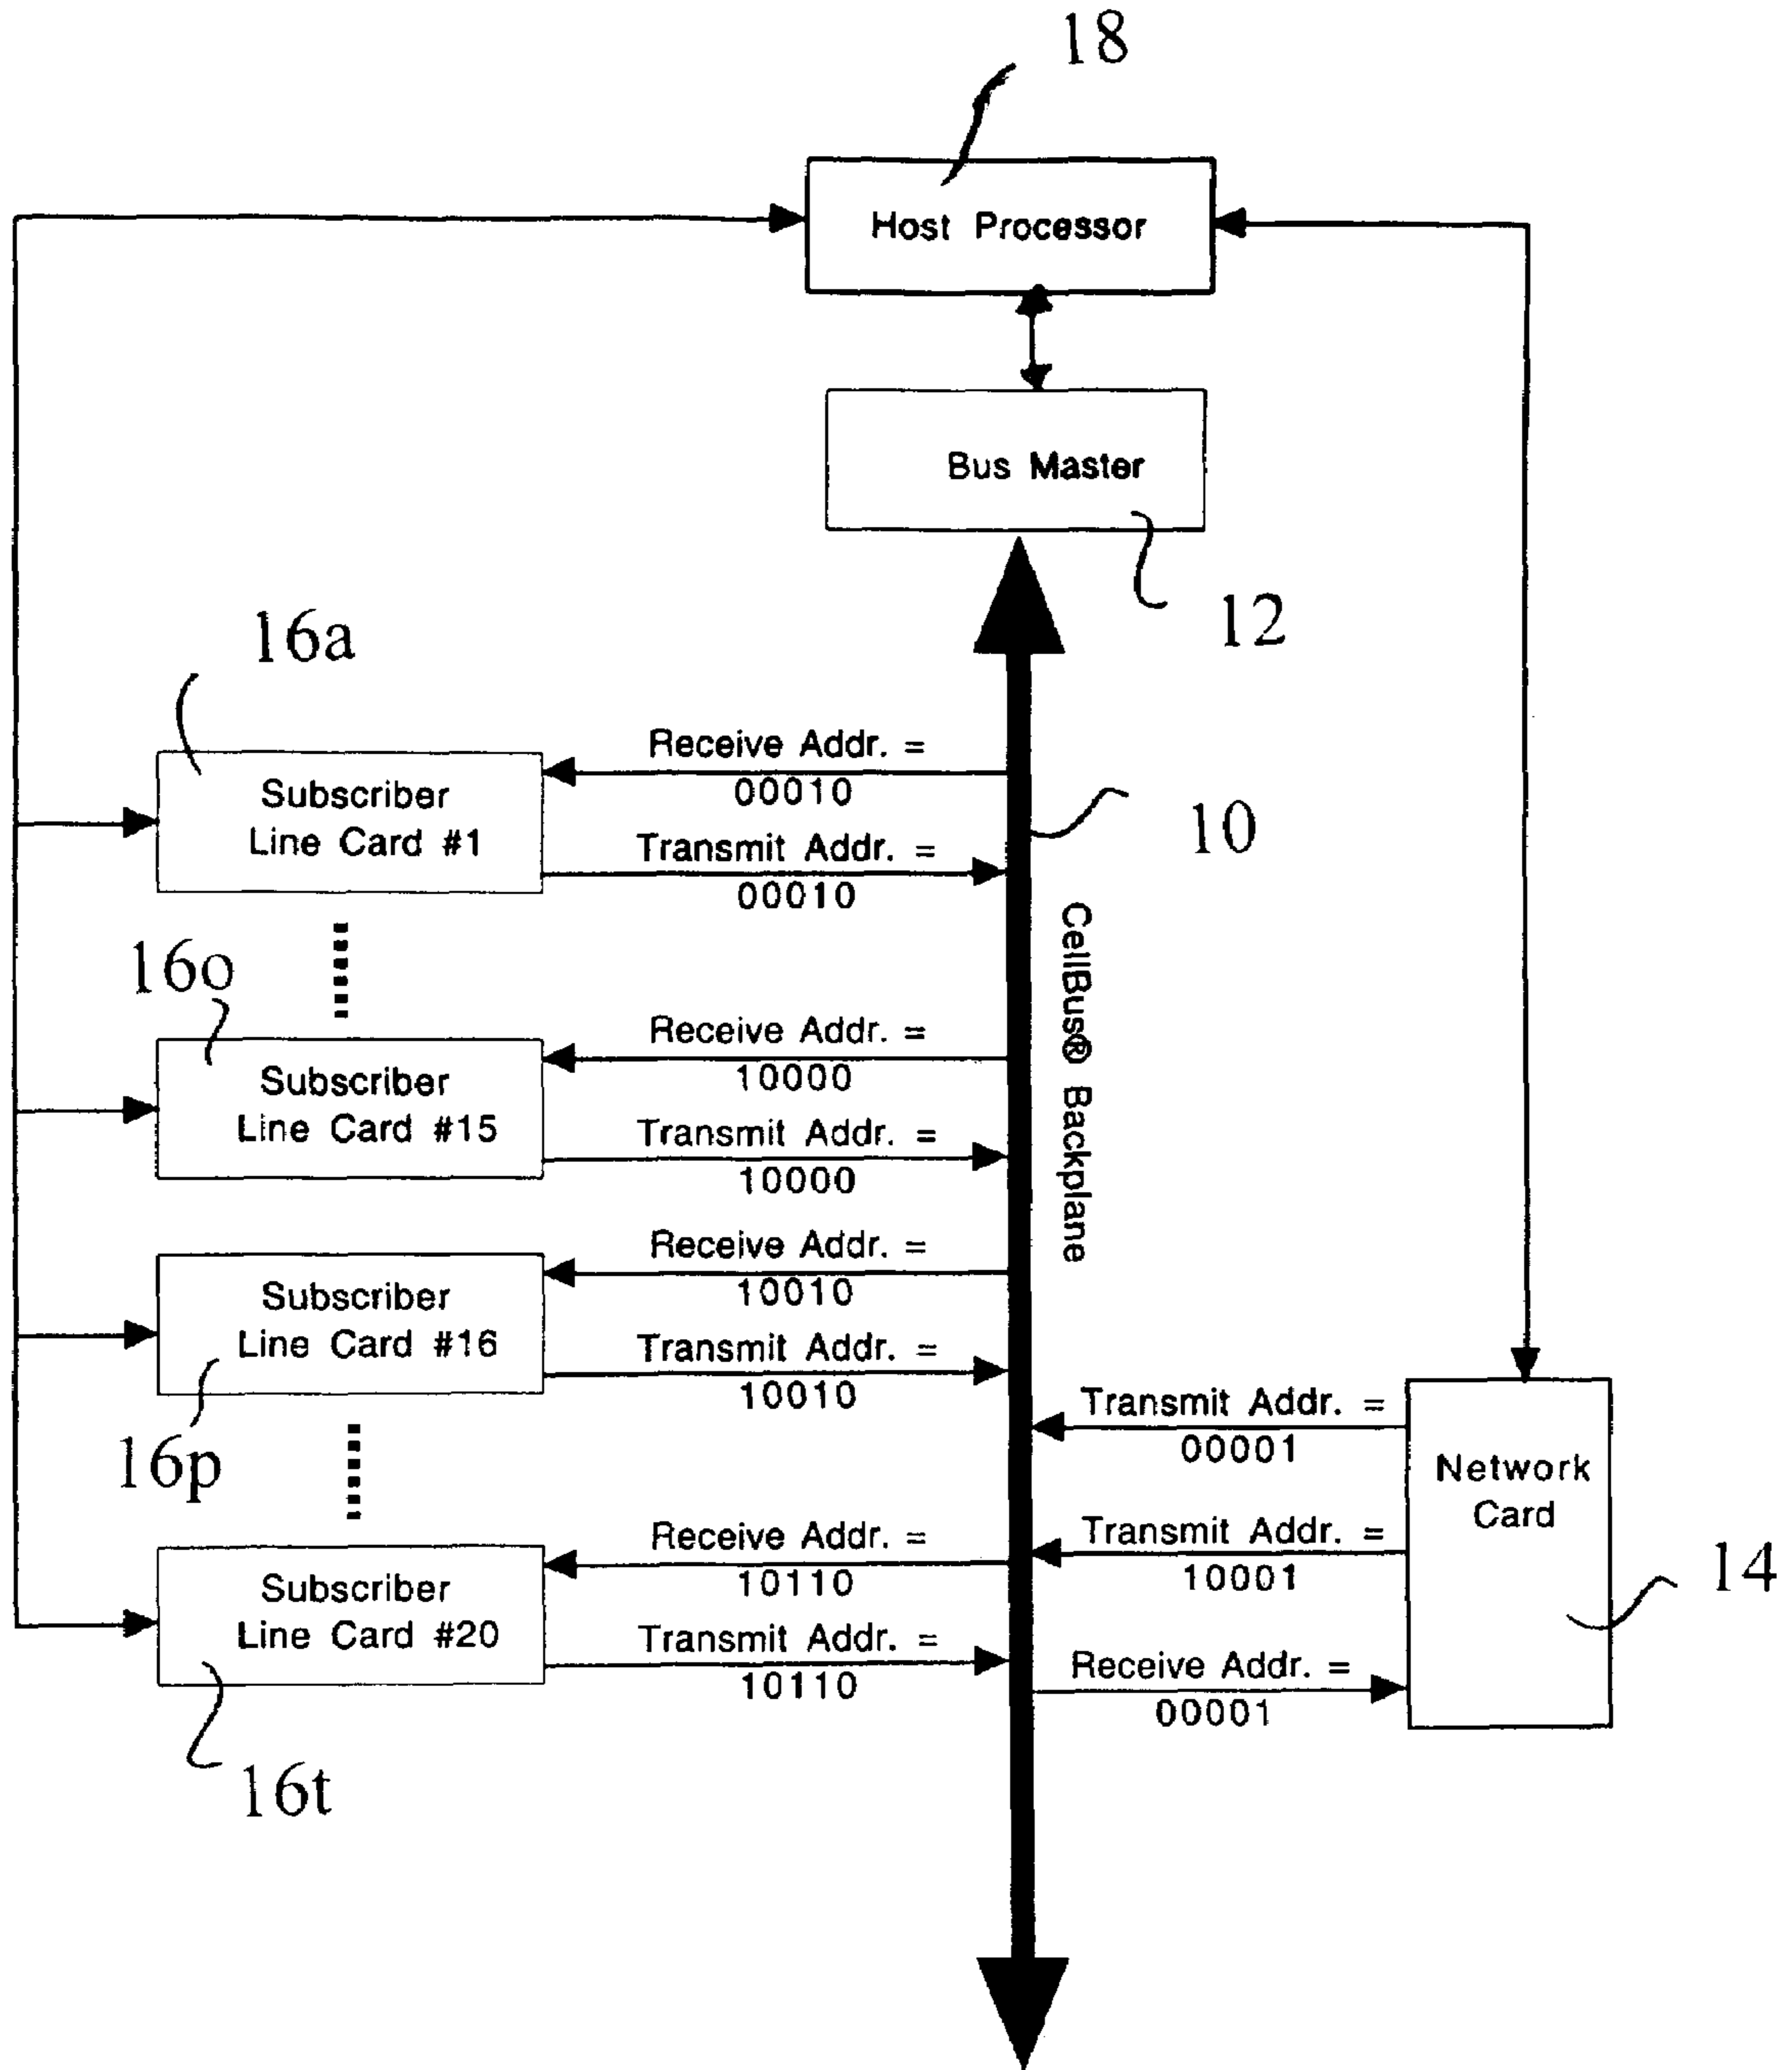 18
Host Processor
Bus Master
12
16a
Subscriber
Line Card #1
Receive Addr. =
00010
Transmit Addr. =
00010
10
CellBus® Backplane
16o
Subscriber
Line Card #15
Receive Addr. =
10000
Transmit Addr. =
10000
Subscriber
Line Card #16
Receive Addr. =
10010
Transmit Addr. =
10010
16p
Subscriber
Line Card #20
Receive Addr. =
10110
Transmit Addr. =
10110
16t
Transmit Addr. =
00001
Transmit Addr. =
10001
Receive Addr. =
00001
Network
Card
14